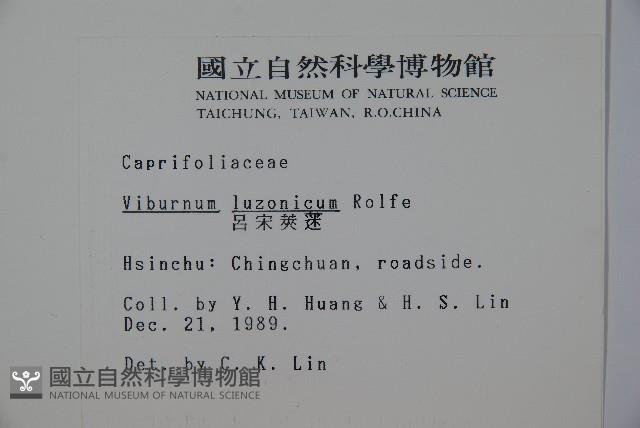 國立自然科學博物館
NATIONAL MUSEUM OF NATURAL SCIENCE
TAICHUNG, TAIWAN, R.O.CHINA
Caprifoliaceae
Viburnum luzonicum Rolfe
呂宋莢蒾
Hsinchu: Chingchuan, roadside.
Coll. by Y. H. Huang & H. S. Lin
Dec. 21, 1989.
Det. by C. K. Lin
國立自然科學博物館
NATIONAL MUSEUM OF NATURAL SCIENCE